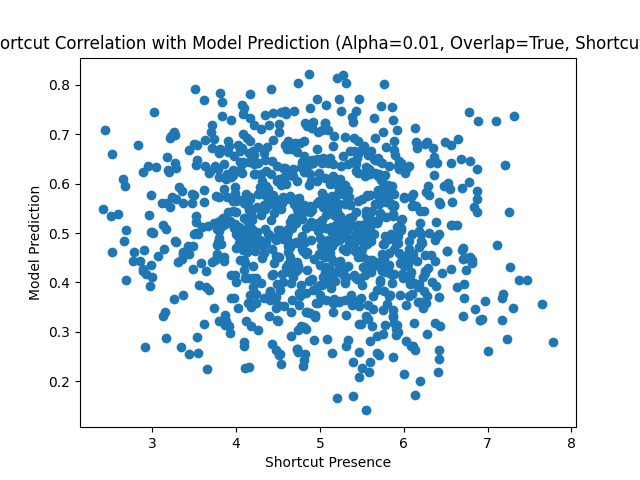 ortcut Correlation with Model Prediction (Alpha=0.01, Overlap=True, Shortcu
0.8
0.7
0.6
0.5
0.4
0.3
0.2
Model Prediction
3 4 5 6 7 8
Shortcut Presence